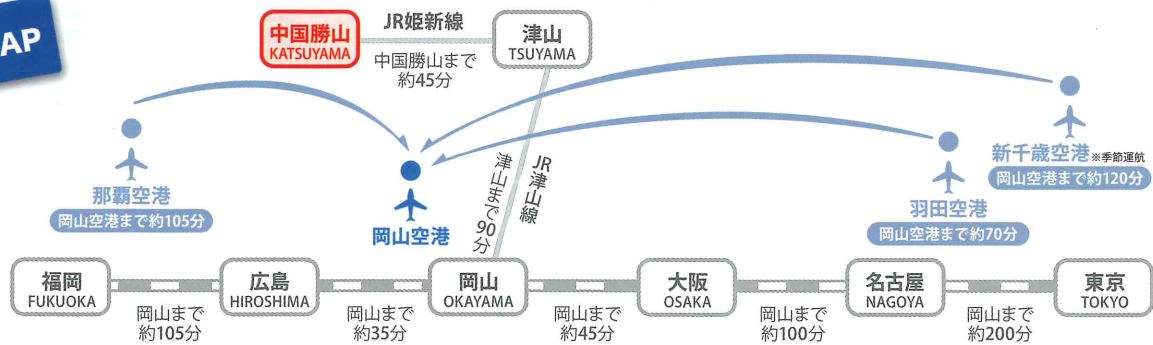 AP
中国勝山
KATSUYAMA
JR姫新線
中国勝山まで
約45分
津山
TSUYAMA
那覇空港
岡山空港まで約105分
岡山空港
津山まで90分
JR津山線
新千歳空港※季節運航
岡山空港まで約120分
羽田空港
岡山空港まで約70分
福岡
FUKUOKA
岡山まで
約105分
広島
HIROSHIMA
岡山まで
約35分
岡山
OKAYAMA
岡山まで
約45分
大阪
OSAKA
岡山まで
約100分
名古屋
NAGOYA
岡山まで
約200分
東京
TOKYO